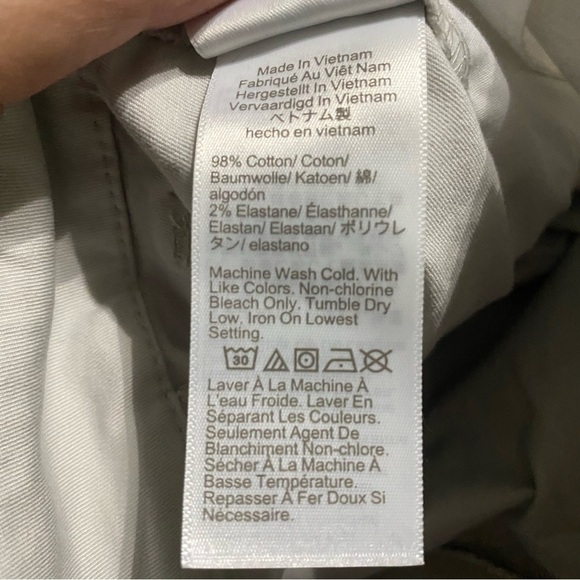 Made In Vietnam
Fabriqué Au Viêt Nam
Hergestellt In Vietnam
Vervaardigd In Vietnam
ベトナム製
hecho en vietnam
98% Cotton/ Coton/
Baumwolle/ Katoen/ 綿/
algodón
2% Elastane/ Élasthanne/
Elastan/ Elastaan/ ポリウレ
タン/ elastano
Machine Wash Cold. With
Like Colors. Non-chlorine
Bleach Only. Tumble Dry
Low. Iron On Lowest
Setting.
30
Laver À La Machine À
L'eau Froide. Laver En
Séparant Les Couleurs.
Seulement Agent De
Blanchiment Non-chlorin.
Sécher À La Machine À
Basse Température.
Repasser À Fer Doux Si
Nécessaire.